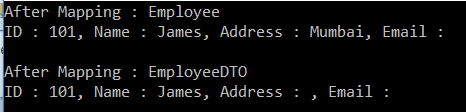 After Mapping : Employee
ID : 101, Name : James, Address : Mumbai, Email :
After Mapping : EmployeeDTO
ID : 101, Name : James, Address : , Email :